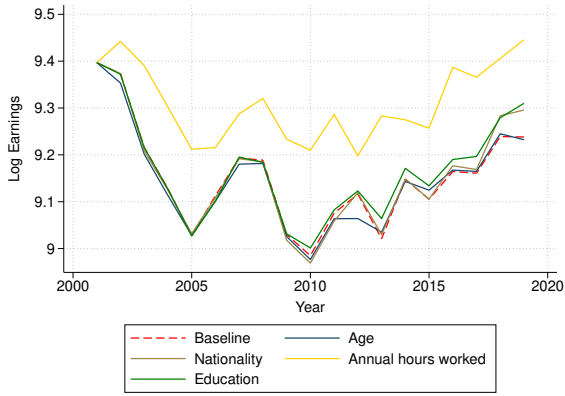 9.5
9.4
9.3
9.2
9.1
9
Log Earnings
2000 2005 2010 2015 2020
Year
Baseline Age
Nationality Annual hours worked
Education